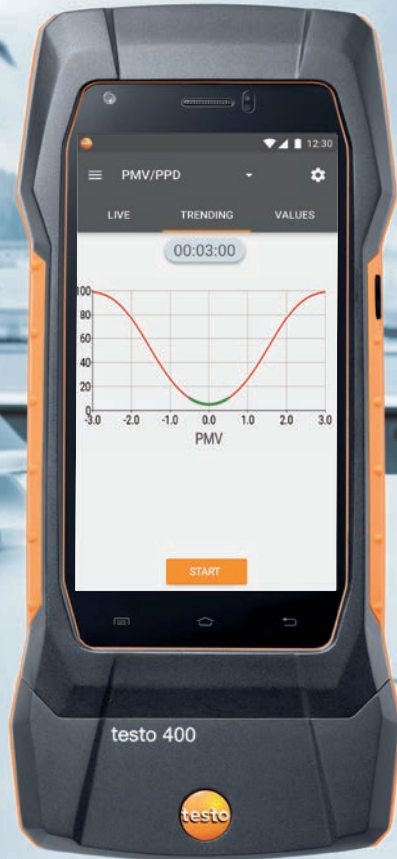 12:30
PMV/PPD
LIVE TRENDING VALUES
00:03:00
100
80
60
40
20
0
-3.0 -2.0 -1.0 0.0 1.0 2.0 3.0
PMV
START
testo 400
testo